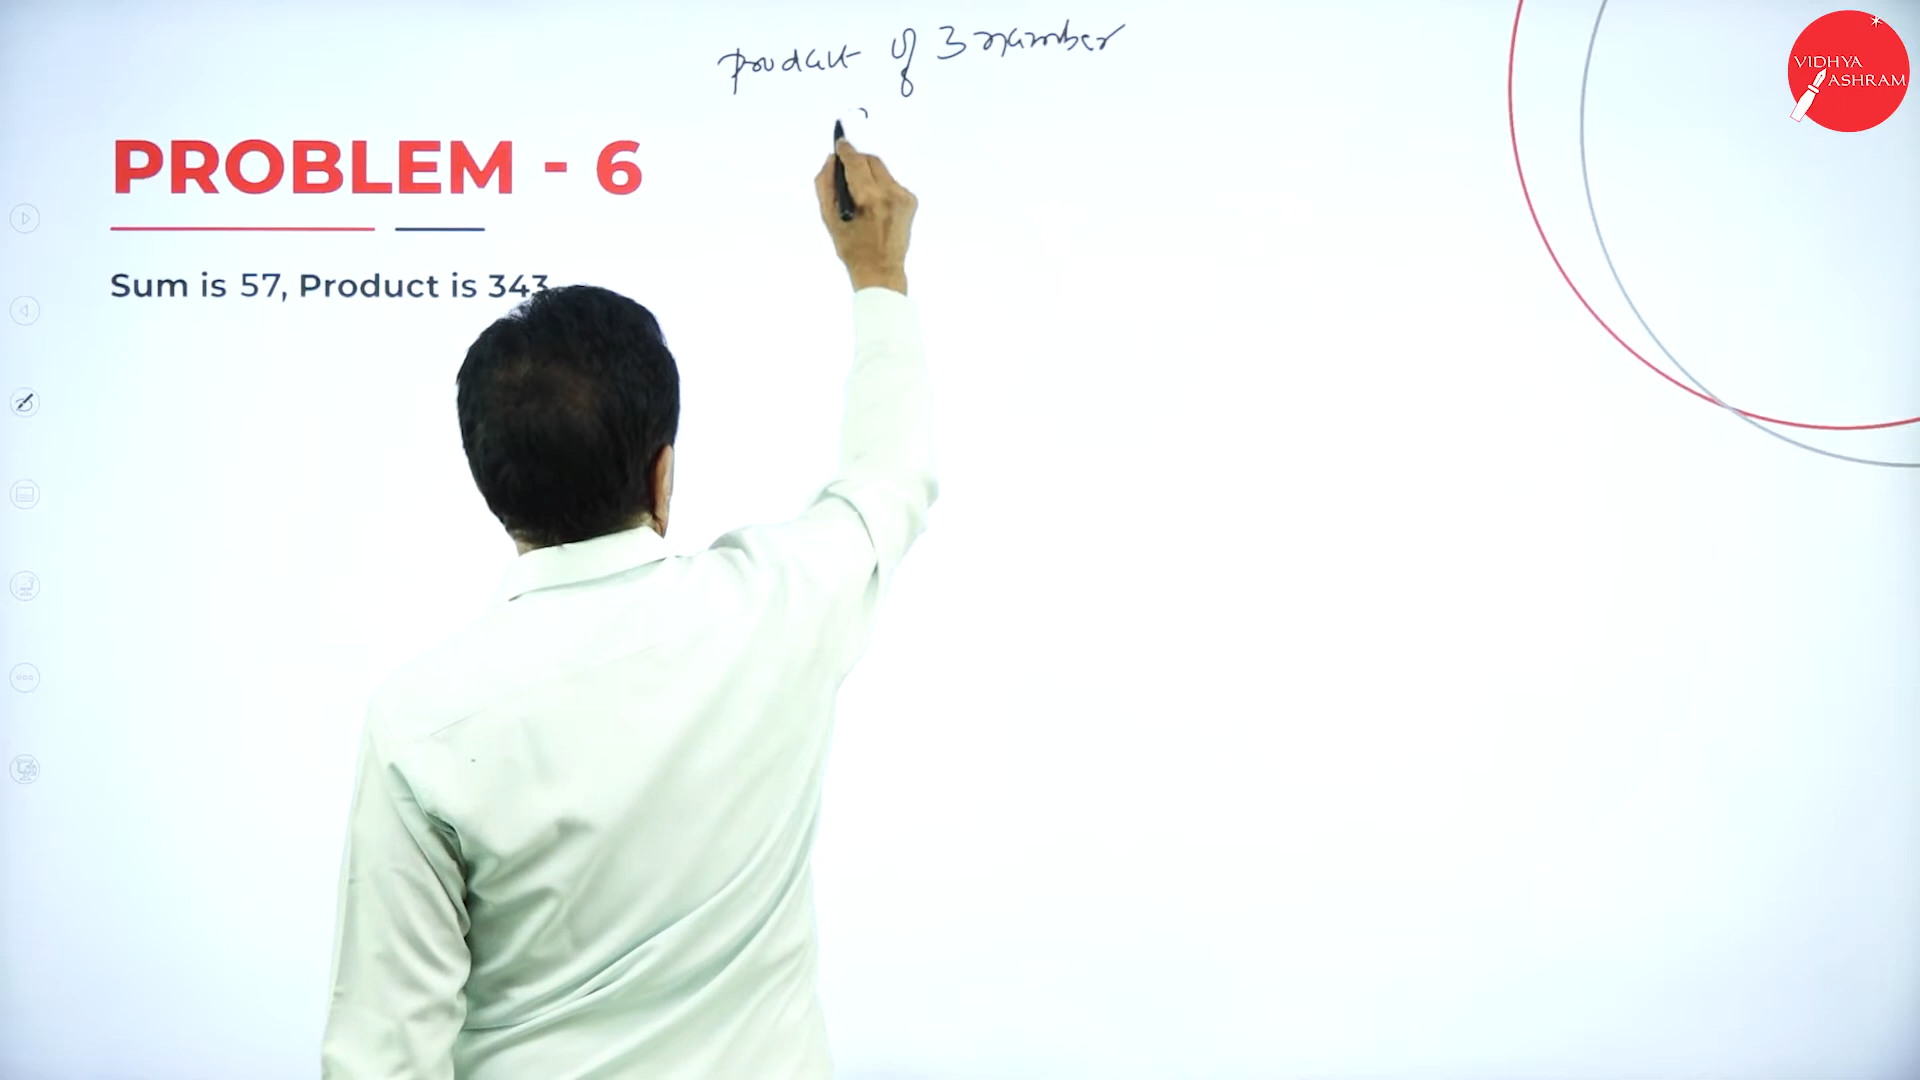 Product of 3 number
VIDHYA
ASHRAM
PROBLEM - 6
Sum is 57, Product is 343